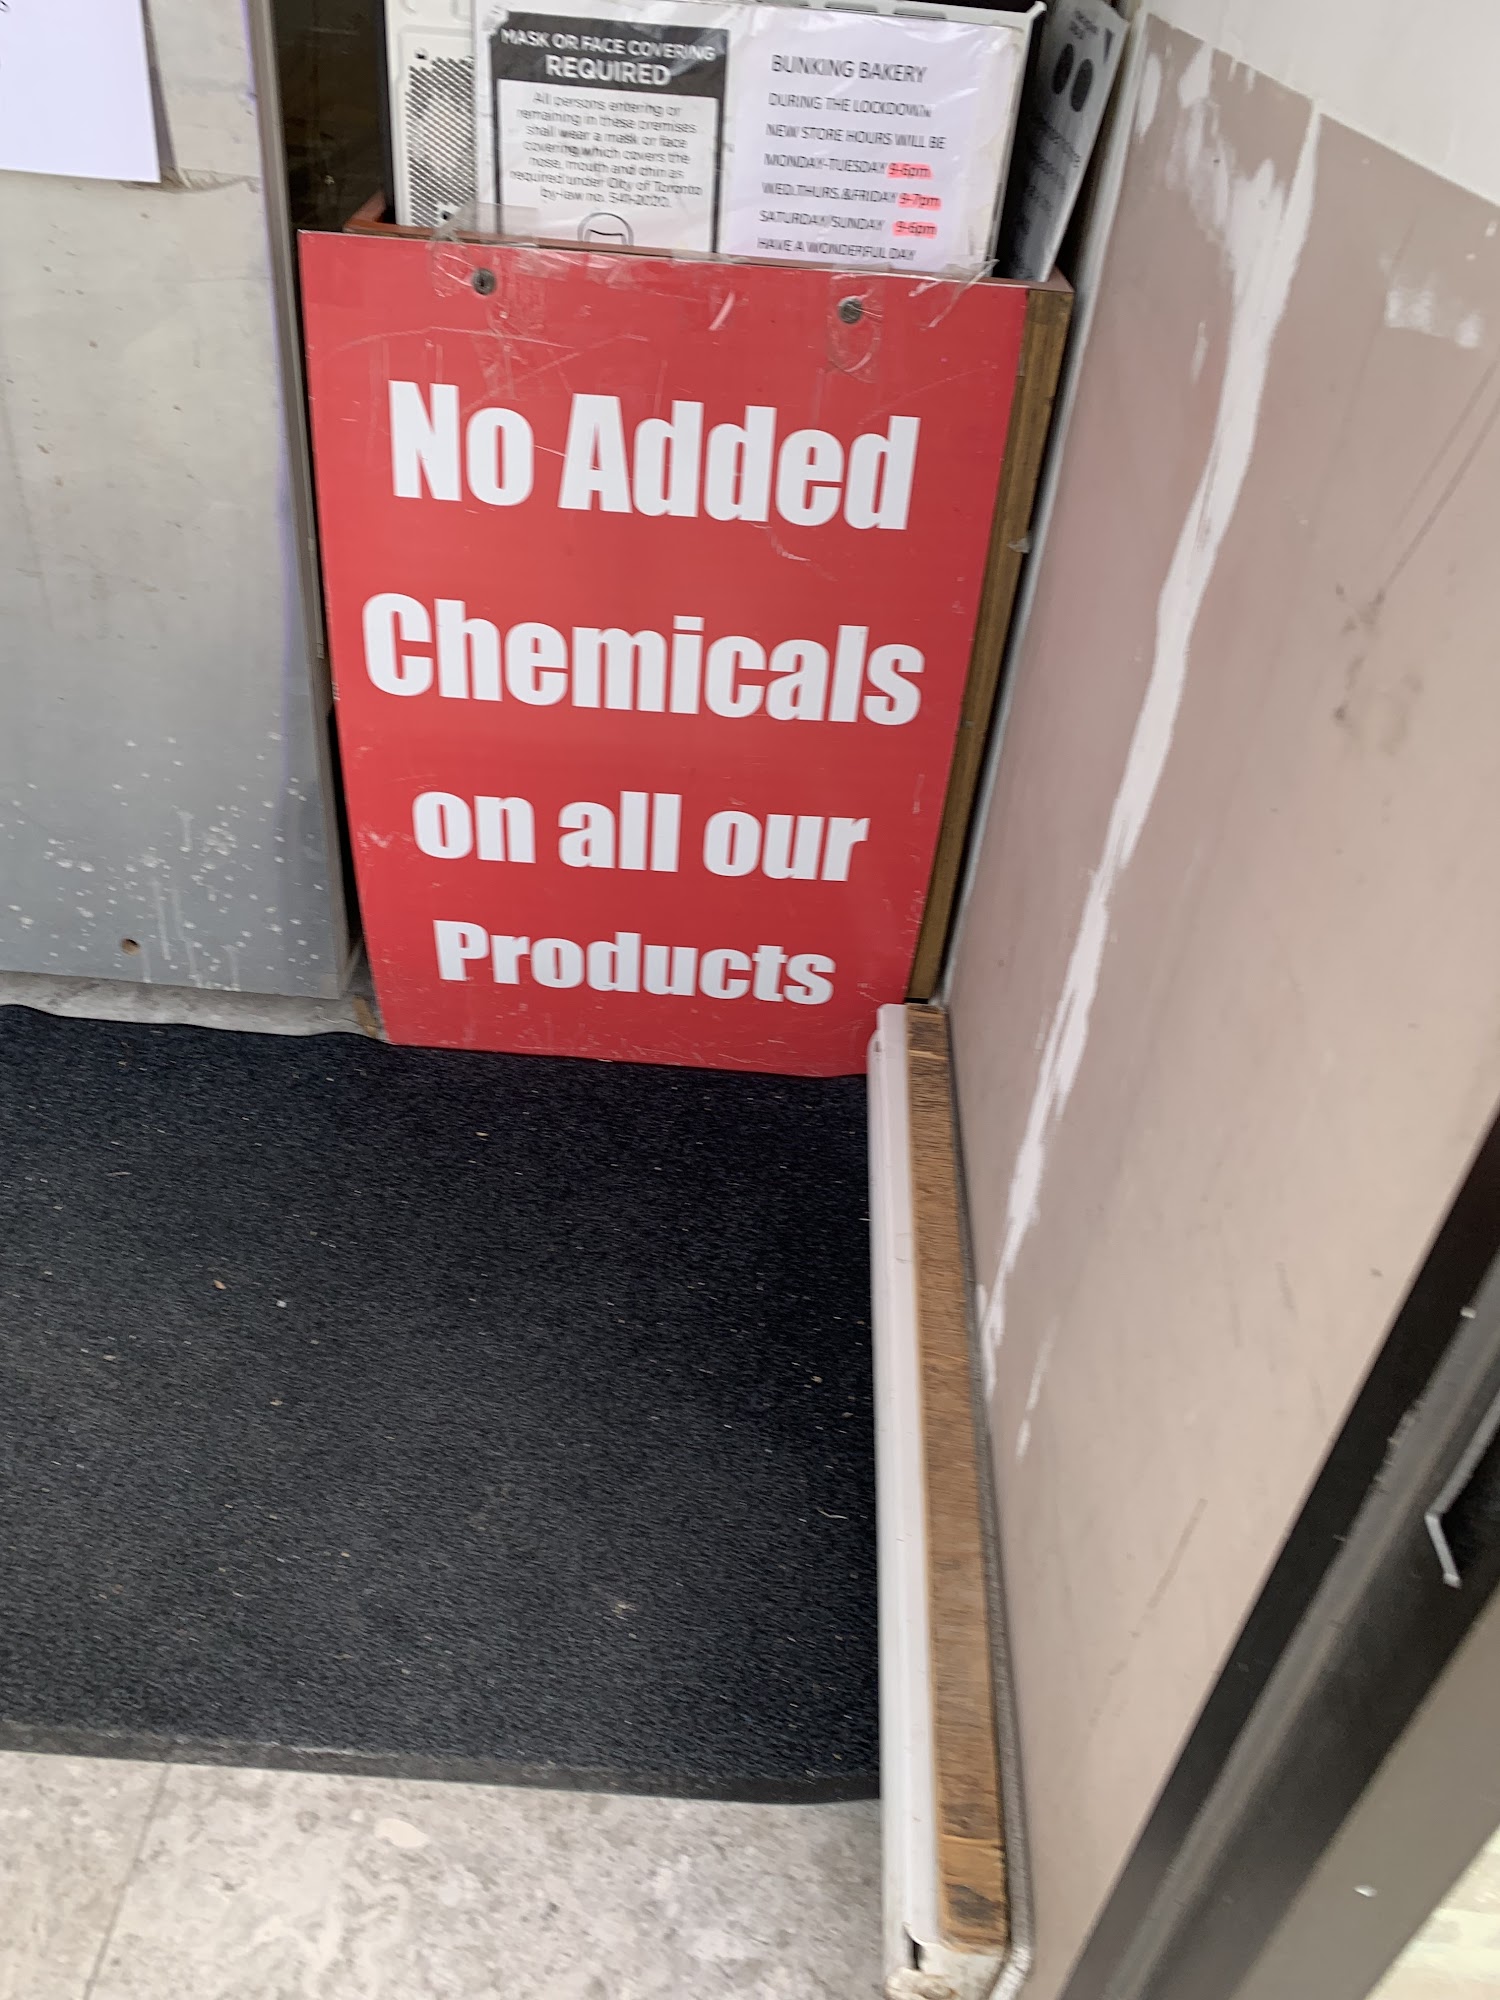 MASK OR FACE COVERING
REQUIRED
All persons entering or
remaining in these premises
shall wear a mask or face
covering which covers the
nose, mouth and chin as
required under City of Toronto
by-law no. 541-2020.
BUNKING BAKERY
DURING THE LOCKDOWN
NEW STORE HOURS WILL BE
MONDAY-TUESDAY 9-6pm
WED.THURS.&FRIDAY 9-7pm
SATURDAY/SUNDAY 9-6pm
HAVE A WONDERFUL DAY
No Added
Chemicals
on all our
Products